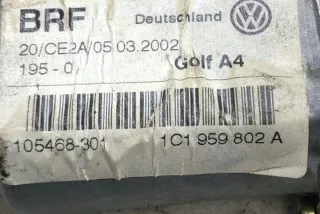 BRF Deutschland
20/CE2A/05.03.2002
195-0 Golf A4
105468-301 1C1 959 802 A